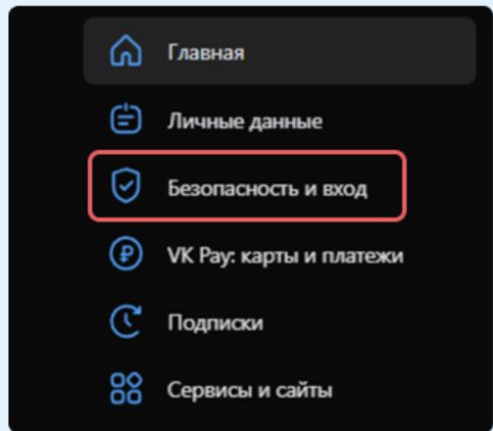 Главная
Личные данные
Безопасность и вход
VK Pay: карты и платежи
Подписки
Сервисы и сайты